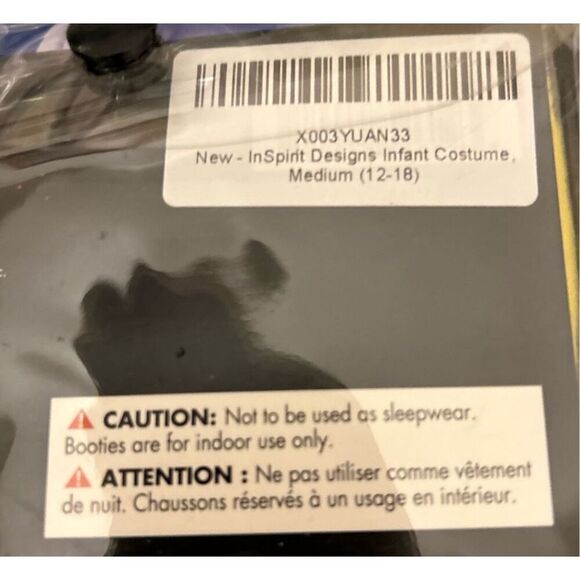 X003YUAN33
New - InSpirit Designs Infant Costume,
Medium (12-18)
CAUTION: Not to be used as sleepwear.
Booties are for indoor use only.
ATTENTION : Ne pas utiliser comme vêtement
de nuit. Chaussons réservés à un usage en intérieur.